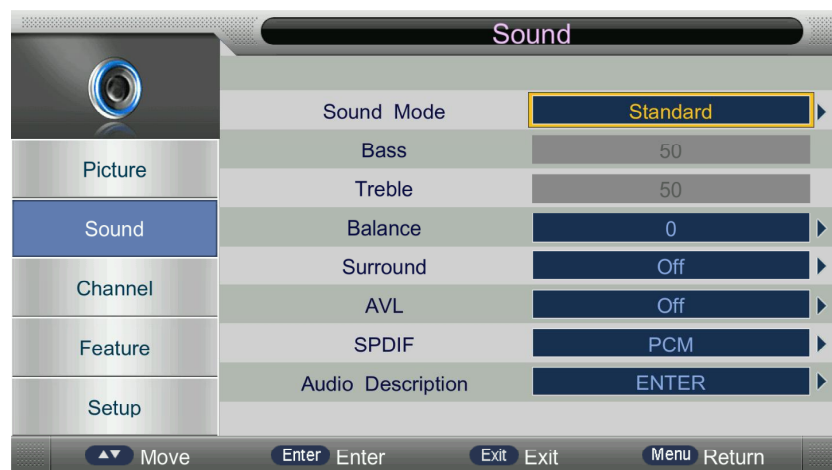 Sound
Sound Mode Standard
Bass 50
Treble 50
Balance 0
Surround Off
AVL Off
SPDIF PCM
Audio Description ENTER
Picture
Sound
Channel
Feature
Setup
Move Enter Enter Exit Exit Menu Return